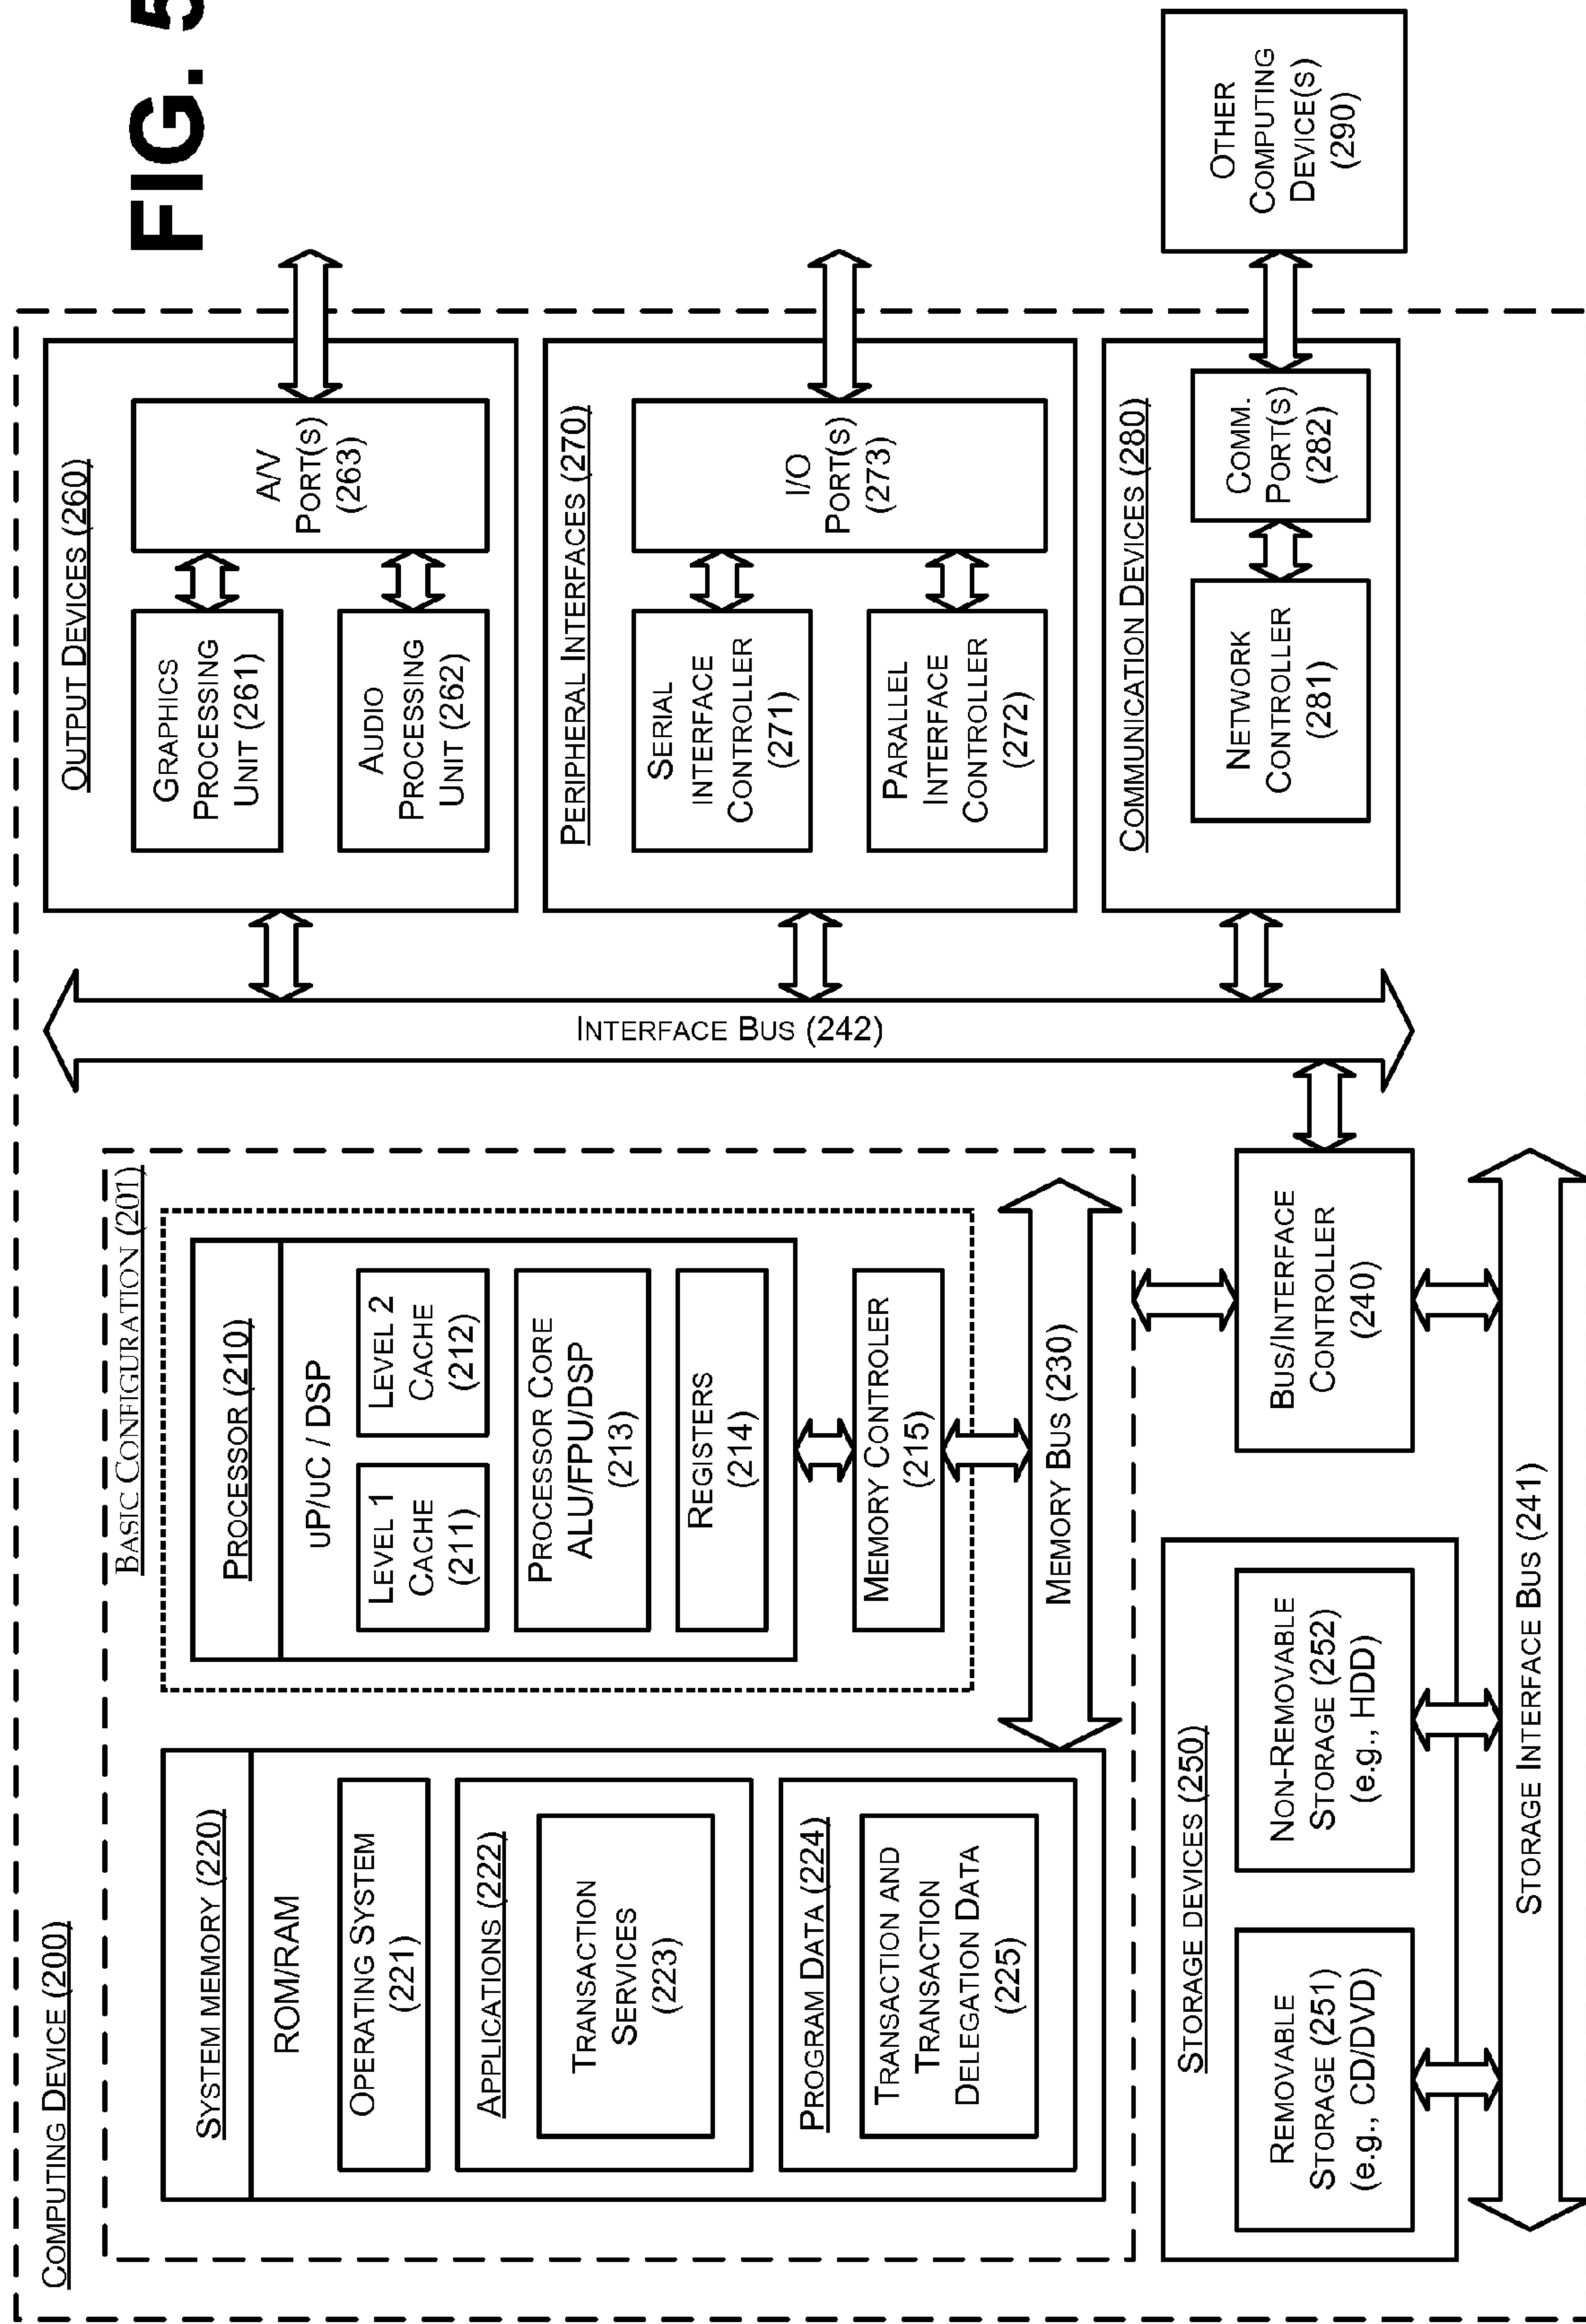 COMPUTING DEVICE (200)
BASIC CONFIGURATION (201)
SYSTEM MEMORY (220)
ROM/RAM
OPERATING SYSTEM
(221)
APPLICATIONS (222)
TRANSACTION
SERVICES
(223)
PROGRAM DATA (224)
TRANSACTION AND
TRANSACTION
DELEGATION DATA
(225)
PROCESSOR (210)
uP/uC / DSP
LEVEL 1
CACHE
(211)
LEVEL 2
CACHE
(212)
PROCESSOR CORE
ALU/FPU/DSP
(213)
REGISTERS
(214)
MEMORY CONTROLER
(215)
MEMORY BUS (230)
BUS/INTERFACE
CONTROLLER
(240)
STORAGE DEVICES (250)
REMOVABLE
STORAGE (251)
(e.g., CD/DVD)
NON-REMOVABLE
STORAGE (252)
(e.g., HDD)
STORAGE INTERFACE BUS (241)
INTERFACE BUS (242)
OUTPUT DEVICES (260)
GRAPHICS
PROCESSING
UNIT (261)
AUDIO
PROCESSING
UNIT (262)
A/V
PORT(S)
(263)
PERIPHERAL INTERFACES (270)
SERIAL
INTERFACE
CONTROLLER
(271)
PARALLEL
INTERFACE
CONTROLLER
(272)
I/O
PORT(S)
(273)
COMMUNICATION DEVICES (280)
NETWORK
CONTROLLER
(281)
COMM.
PORT(S)
(282)
OTHER
COMPUTING
DEVICE(S)
(290)
FIG. 5